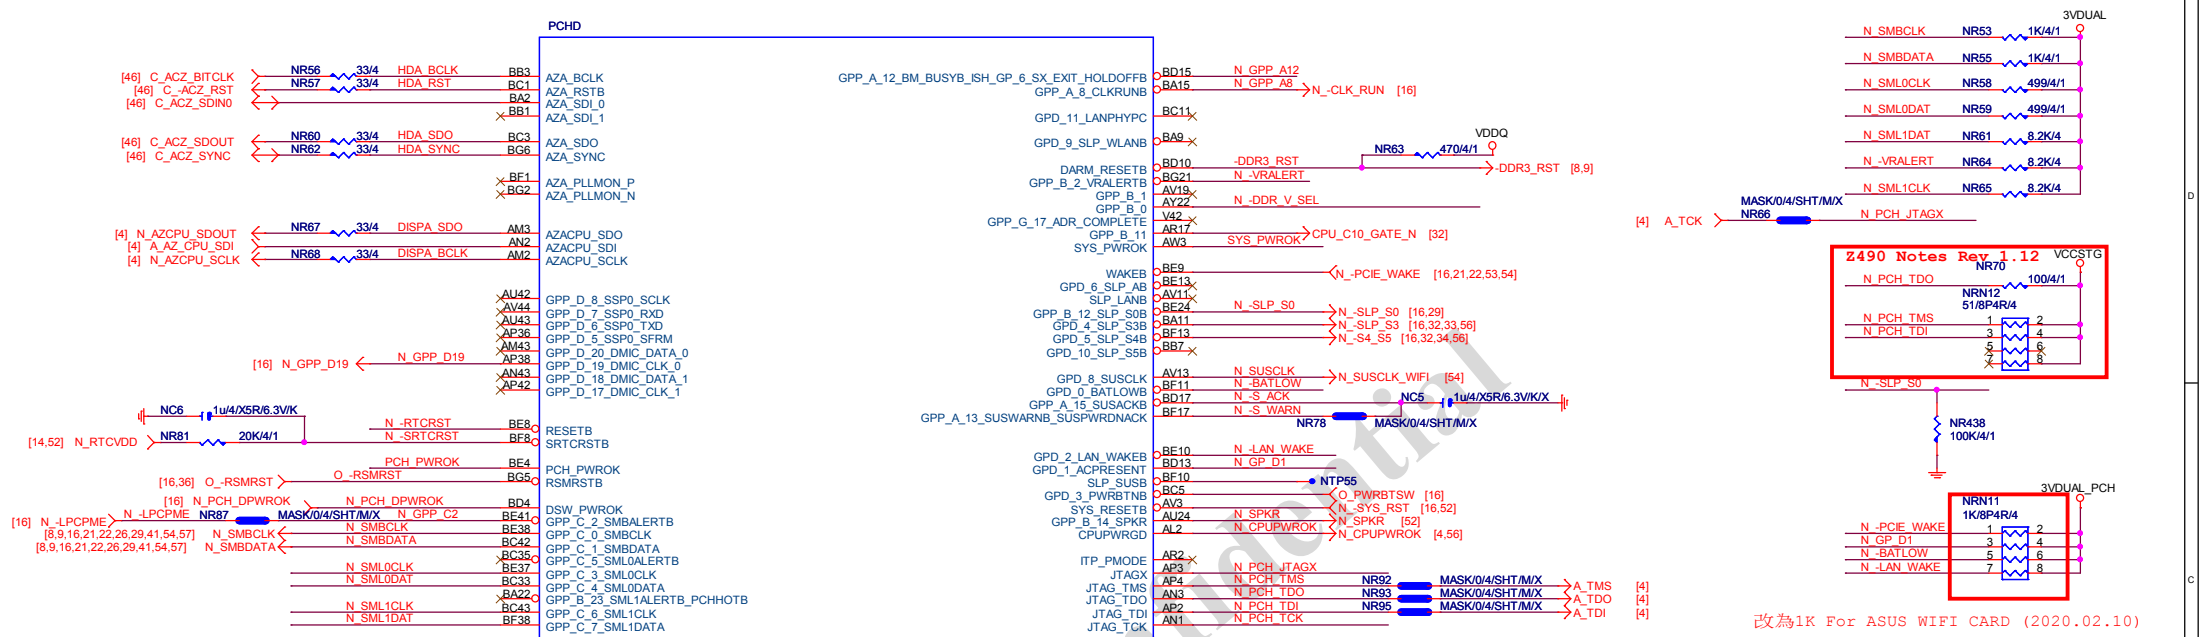 PCHD
[46] C_ACZ_BITCLK NR56 33/4 HDA_BCLK BB3 AZA_BCLK
[46] C_-ACZ_RST NR57 33/4 HDA_RST BC1 AZA_RSTB
[46] C_ACZ_SDIN0 BA2 AZA_SDI_0
BB1 AZA_SDI_1
[46] C_ACZ_SDOUT NR60 33/4 HDA_SDO BC3 AZA_SDO
[46] C_ACZ_SYNC NR62 33/4 HDA_SYNC BG6 AZA_SYNC
BF1 AZA_PLLMON_P
BG2 AZA_PLLMON_N
[4] N_AZCPU_SDOUT NR67 33/4 DISPA_SDO AM3 AZACPU_SDO
[4] A_AZ_CPU_SDI AN2 AZACPU_SDI
[4] N_AZCPU_SCLK NR68 33/4 DISPA_BCLK AM2 AZACPU_SCLK
AU42 GPP_D_8_SSP0_SCLK
AV44 GPP_D_7_SSP0_RXD
AU43 GPP_D_6_SSP0_TXD
AP36 GPP_D_5_SSP0_SFRM
AM43 GPP_D_20_DMIC_DATA_0
[16] N_GPP_D19 N_GPP_D19 AP38 GPP_D_19_DMIC_CLK_0
AN43 GPP_D_18_DMIC_DATA_1
AP42 GPP_D_17_DMIC_CLK_1
NC6 1u/4/X5R/6.3V/K
N_-RTCRST BE8 RESETB
[14,52] N_RTCVDD NR81 20K/4/1 N_-SRTCRST BF8 SRTCRSTB
PCH_PWROK BE4 PCH_PWROK
[16,36] O_-RSMRST O_-RSMRST BG5 RSMRSTB
[16] N_PCH_DPWROK N_PCH_DPWROK BD4 DSW_PWROK
[16] N_-LPCPME N_-LPCPME NR87 MASK/0/4/SHT/M/X N_GPP_C2 BE41 GPP_C_2_SMBALERTB
[8,9,16,21,22,26,29,41,54,57] N_SMBCLK N_SMBCLK BE38 GPP_C_0_SMBCLK
[8,9,16,21,22,26,29,41,54,57] N_SMBDATA N_SMBDATA BC42 GPP_C_1_SMBDATA
BC35 GPP_C_5_SML0ALERTB
N_SML0CLK BE37 GPP_C_3_SML0CLK
N_SML0DAT BC33 GPP_C_4_SML0DATA
BA22 GPP_B_23_SML1ALERTB_PCHHOTB
N_SML1CLK BC43 GPP_C_6_SML1CLK
N_SML1DAT BF38 GPP_C_7_SML1DATA
GPP_A_12_BM_BUSYB_ISH_GP_6_SX_EXIT_HOLDOFFB BD15 N_GPP_A12
GPP_A_8_CLKRUNB BA15 N_GPP_A8 N_-CLK_RUN [16]
GPD_11_LANPHYPC BC11
GPD_9_SLP_WLANB BA9
VDDQ
NR63 470/4/1
DARM_RESETB BD10 -DDR3_RST -DDR3_RST [8,9]
GPP_B_2_VRALERTB BG21 N_-VRALERT
GPP_B_1 AV19
GPP_B_0 AY22 N_-DDR_V_SEL
GPP_G_17_ADR_COMPLETE V42
GPP_B_11 AR17 CPU_C10_GATE_N [32]
SYS_PWROK AW3 SYS_PWROK
WAKEB BE9 N_-PCIE_WAKE [16,21,22,53,54]
GPD_6_SLP_AB BE13
SLP_LANB AV11
GPP_B_12_SLP_S0B BE24 N_-SLP_S0 N_-SLP_S0 [16,29]
GPD_4_SLP_S3B BA11 N_-SLP_S3 [16,32,33,56]
GPD_5_SLP_S4B BF13 N_-S4_S5 [16,32,34,56]
GPD_10_SLP_S5B BB7
GPD_8_SUSCLK AV13 N_SUSCLK N_SUSCLK_WIFI [54]
GPD_0_BATLOWB BF11 N_-BATLOW
GPP_A_15_SUSACKB BD17 N_-S_ACK NC5 1u/4/X5R/6.3V/K/X
GPP_A_13_SUSWARNB_SUSPWRDNACK BF17 N_-S_WARN NR78 MASK/0/4/SHT/M/X
GPD_2_LAN_WAKEB BE10 N_-LAN_WAKE
GPD_1_ACPRESENT BD13 N_GP_D1
SLP_SUSB BF10 NTP55
GPD_3_PWRBTNB BC5 O_PWRBTSW [16]
SYS_RESETB AV3 N_-SYS_RST [16,52]
GPP_B_14_SPKR AU24 N_SPKR N_SPKR [52]
CPUPWRGD AL2 N_CPUPWROK N_CPUPWROK [4,56]
ITP_PMODE AR2
JTAGX AP3 N_PCH_JTAGX
JTAG_TMS AP4 N_PCH_TMS NR92 MASK/0/4/SHT/M/X A_TMS [4]
JTAG_TDO AN3 N_PCH_TDO NR93 MASK/0/4/SHT/M/X A_TDO [4]
JTAG_TDI AP2 N_PCH_TDI NR95 MASK/0/4/SHT/M/X A_TDI [4]
JTAG_TCK AN1 N_PCH_TCK
3VDUAL
N_SMBCLK NR53 1K/4/1
N_SMBDATA NR55 1K/4/1
N_SML0CLK NR58 499/4/1
N_SML0DAT NR59 499/4/1
N_SML1DAT NR61 8.2K/4
N_-VRALERT NR64 8.2K/4
N_SML1CLK NR65 8.2K/4
MASK/0/4/SHT/M/X
[4] A_TCK NR66 N_PCH_JTAGX
Z490 Notes Rev 1.12 VCCSTG
NR70
N_PCH_TDO 100/4/1
NRN12
51/8P4R/4
N_PCH_TMS 1 2
N_PCH_TDI 3 4
5 6
7 8
N_-SLP_S0
NR438
100K/4/1
3VDUAL_PCH
NRN11
1K/8P4R/4
N_-PCIE_WAKE 1 2
N_GP_D1 3 4
N_-BATLOW 5 6
N_-LAN_WAKE 7 8
改為1K For ASUS WIFI CARD (2020.02.10)
D
C